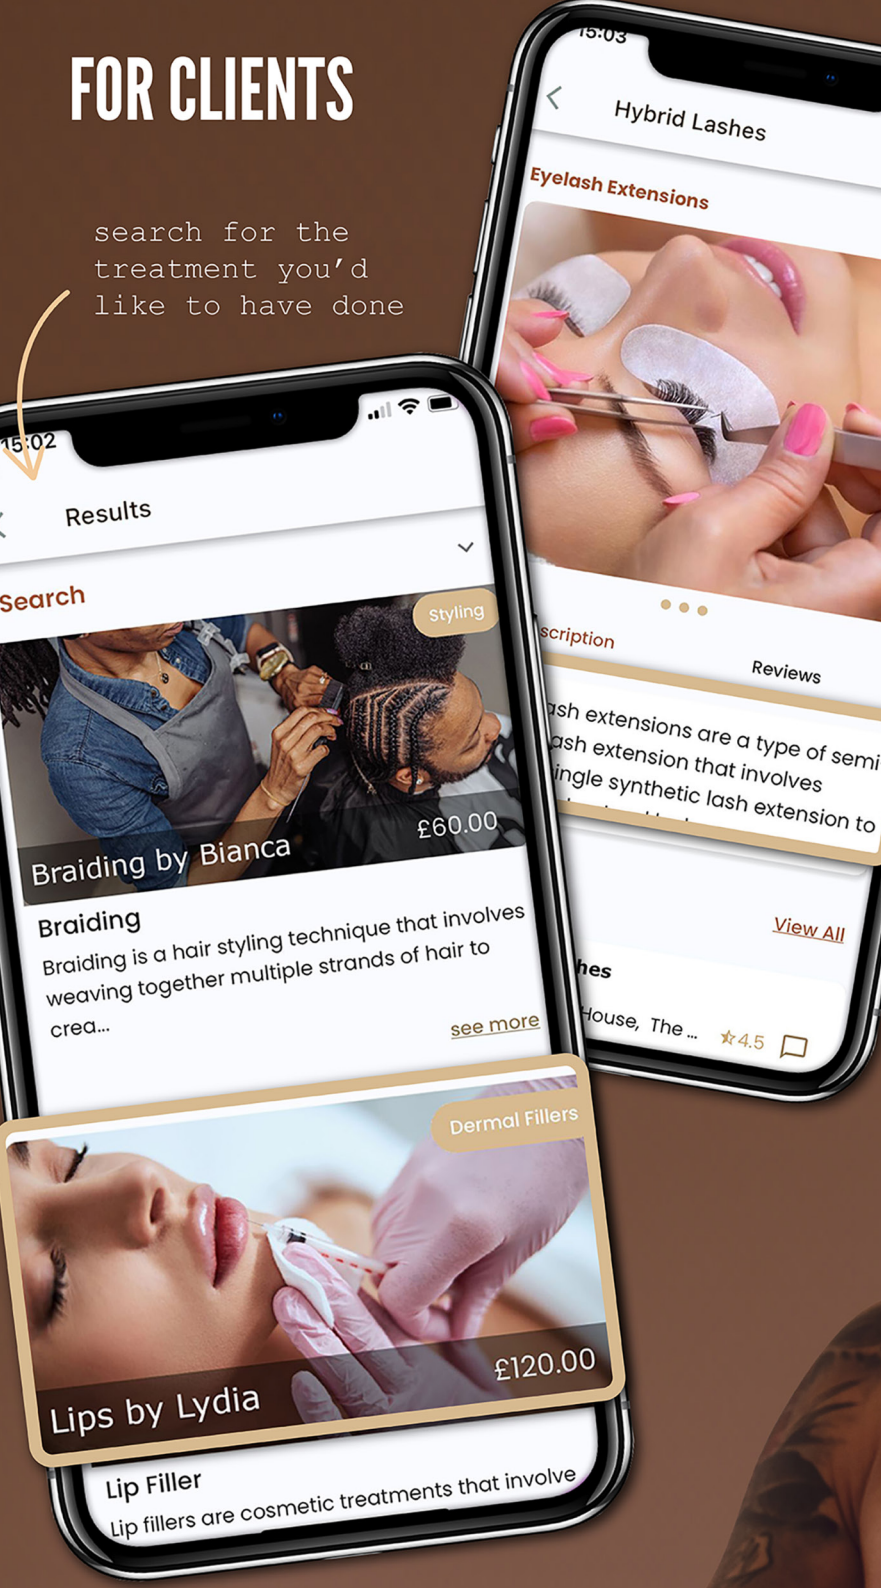 FOR CLIENTS
search for the
treatment you'd
like to have done
15:02
Results
Search
Styling
Braiding by Bianca
£60.00
Braiding
Braiding is a hair styling technique that involves
weaving together multiple strands of hair to
crea...
see more
Dermal Fillers
Lips by Lydia
£120.00
Lip Filler
Lip fillers are cosmetic treatments that involve
15:03
Hybrid Lashes
Eyelash Extensions
scription
Reviews
ash extensions are a type of semi
ash extension that involves
ingle synthetic lash extension to
View All
hes
House, The ...
4.5